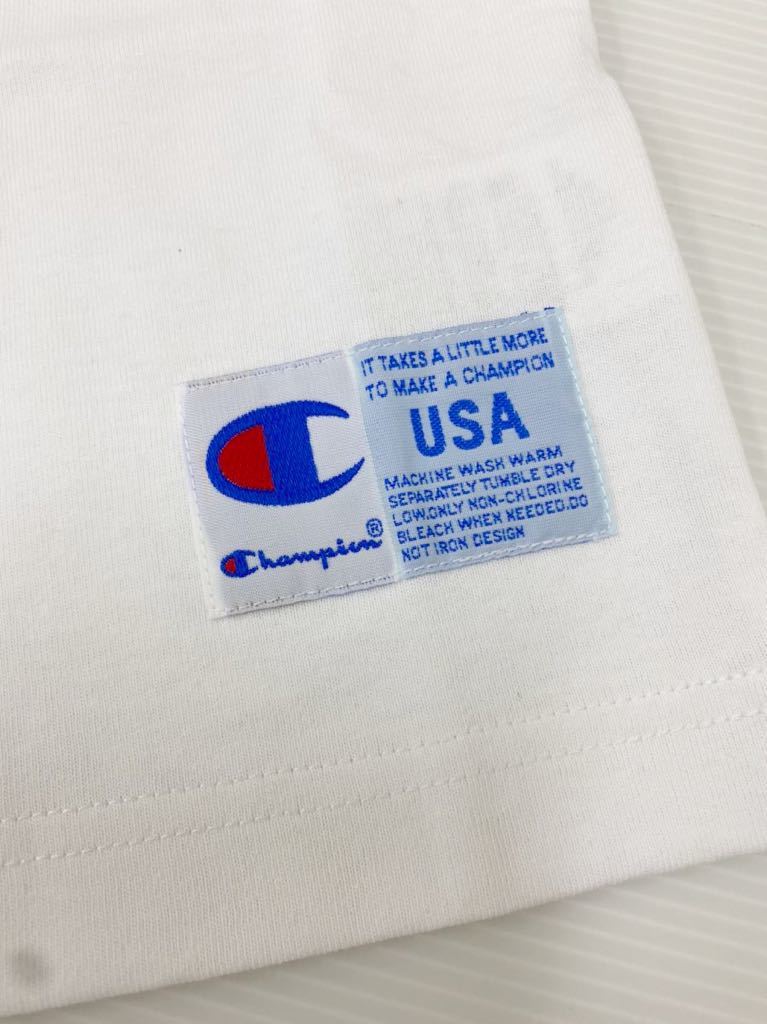 IT TAKES A LITTLE MORE
TO MAKE A CHAMPION
USA
MACHINE WASH WARM
SEPARATELY TUMBLE DRY
LOW.ONLY NON-CHLORINE
BLEACH WHEN NEEDED.DO
NOT IRON DESIGN
Champion®